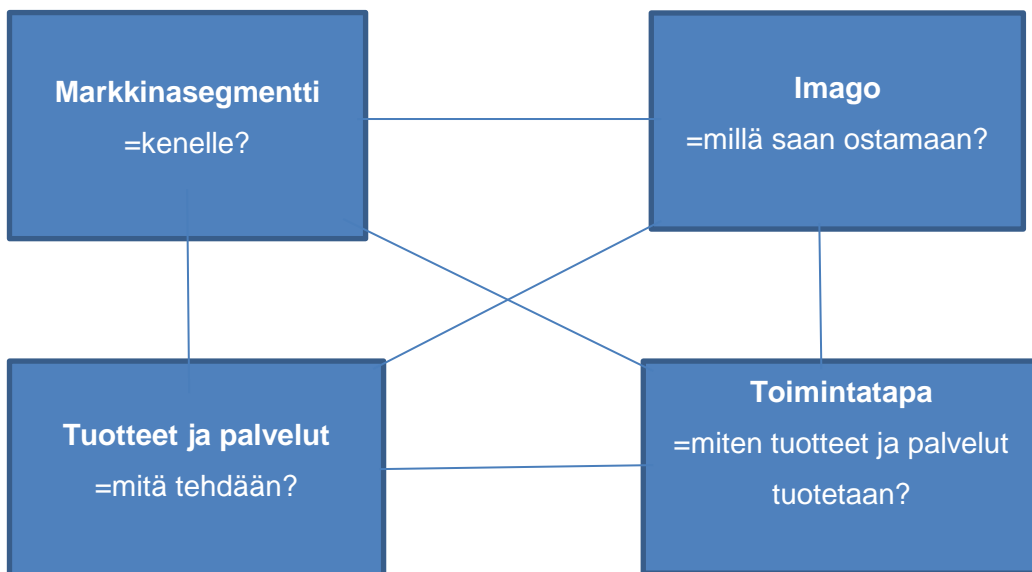 Markkinasegmentti
=kenelle?
Imago
=millä saan ostamaan?
Tuotteet ja palvelut
=mitä tehdään?
Toimintatapa
=miten tuotteet ja palvelut
tuotetaan?